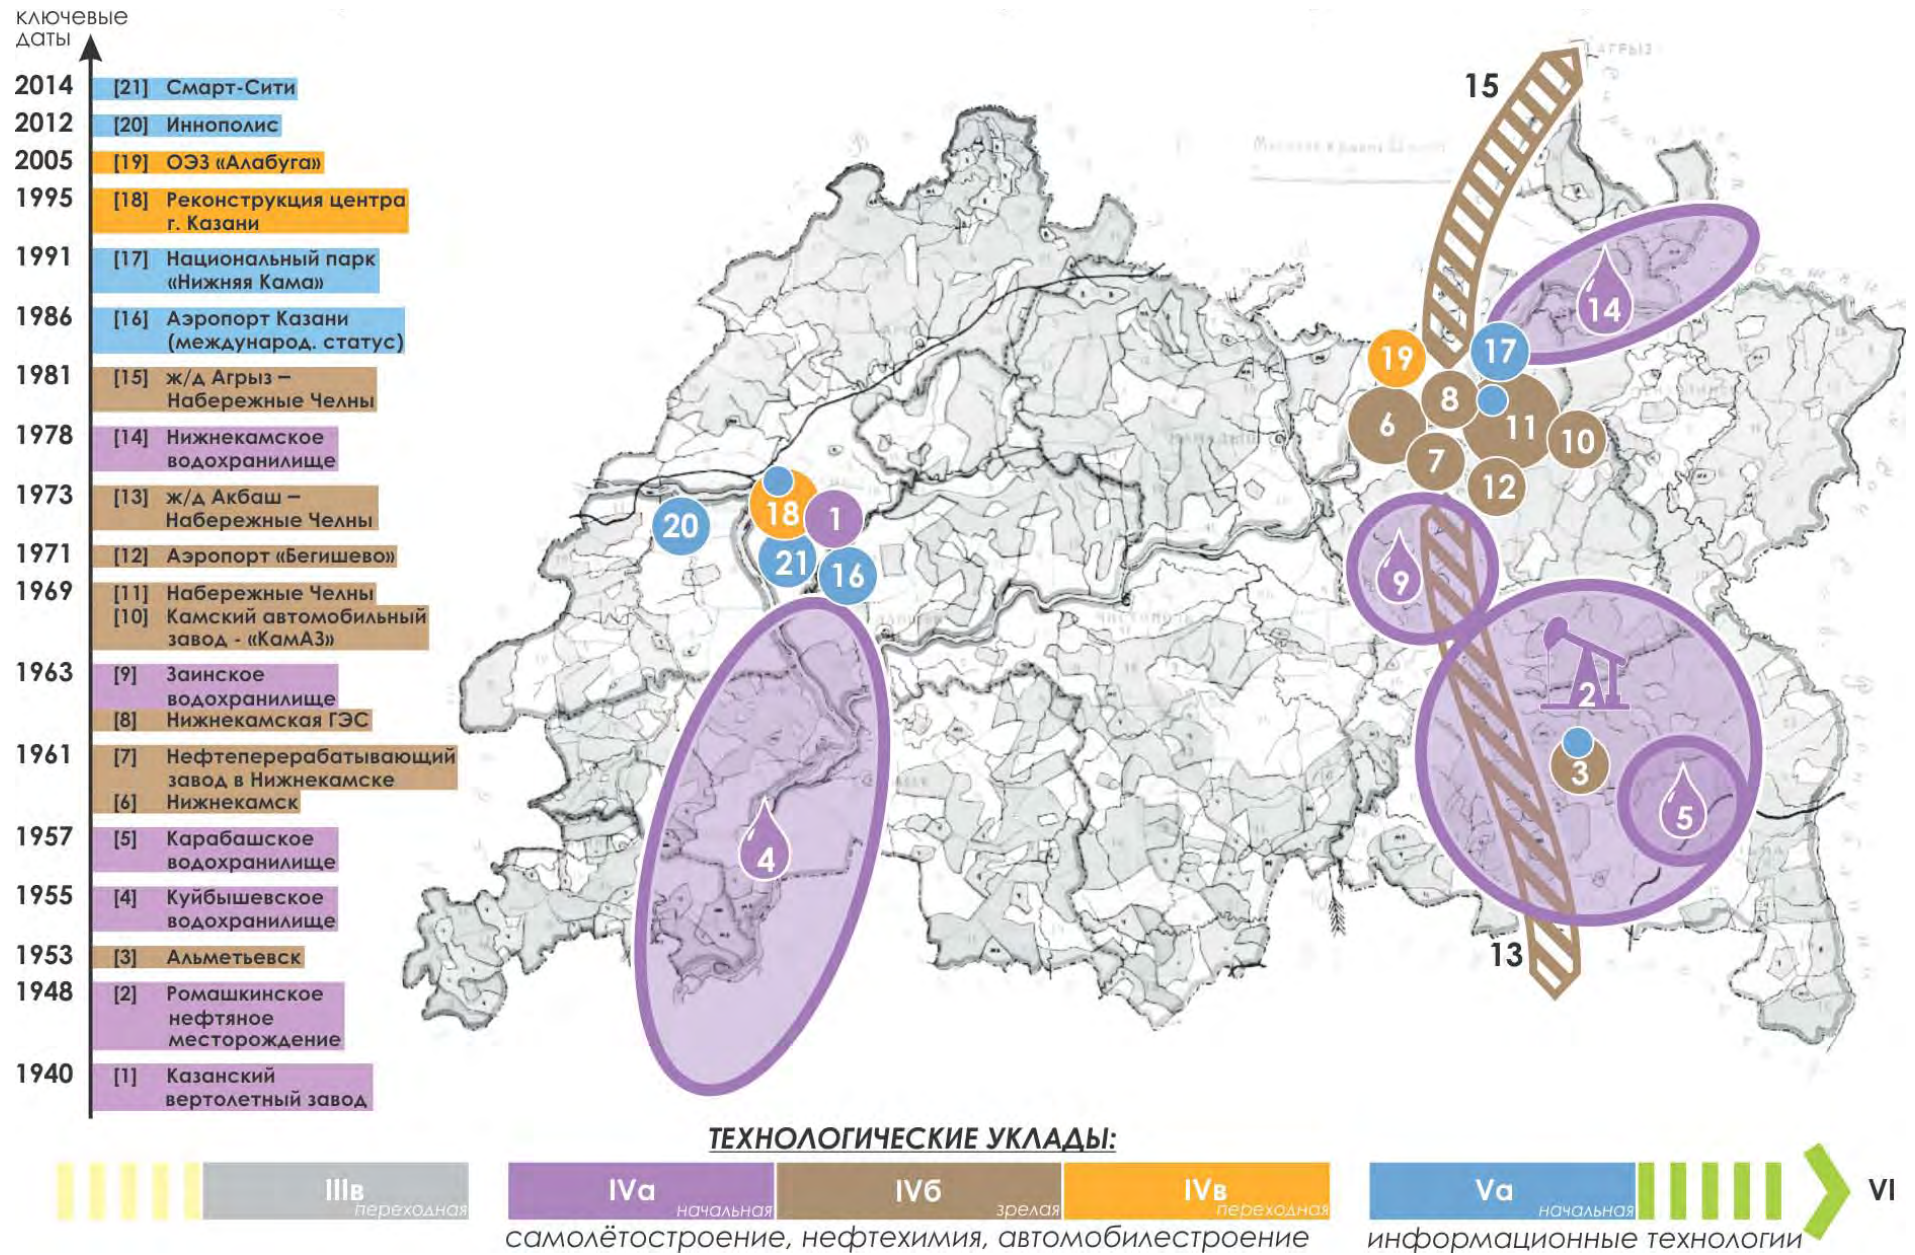 ключевые
даты
2014 [21] Смарт-Сити
2012 [20] Иннополис
2005 [19] ОЭЗ «Алабуга»
1995 [18] Реконструкция центра
г. Казани
1991 [17] Национальный парк
«Нижняя Кама»
1986 [16] Аэропорт Казани
(международ. статус)
1981 [15] ж/д Агрыз –
Набережные Челны
1978 [14] Нижнекамское
водохранилище
1973 [13] ж/д Акбаш –
Набережные Челны
1971 [12] Аэропорт «Бегишево»
1969 [11] Набережные Челны
[10] Камский автомобильный
завод - «КамАЗ»
1963 [9] Заинское
водохранилище
[8] Нижнекамская ГЭС
1961 [7] Нефтеперерабатывающий
завод в Нижнекамске
[6] Нижнекамск
1957 [5] Карабашское
водохранилище
1955 [4] Куйбышевское
водохранилище
1953 [3] Альметьевск
1948 [2] Ромашкинское
нефтяное
месторождение
1940 [1] Казанский
вертолетный завод
АГРЫЗ
15
14
19
17
8
6
11
10
7
12
20
18
1
21
16
9
2
3
5
4
13
ТЕХНОЛОГИЧЕСКИЕ УКЛАДЫ:
IIIв переходная
IVа начальная
IVб зрелая
IVв переходная
Vа начальная
VI
самолётостроение, нефтехимия, автомобилестроение
информационные технологии